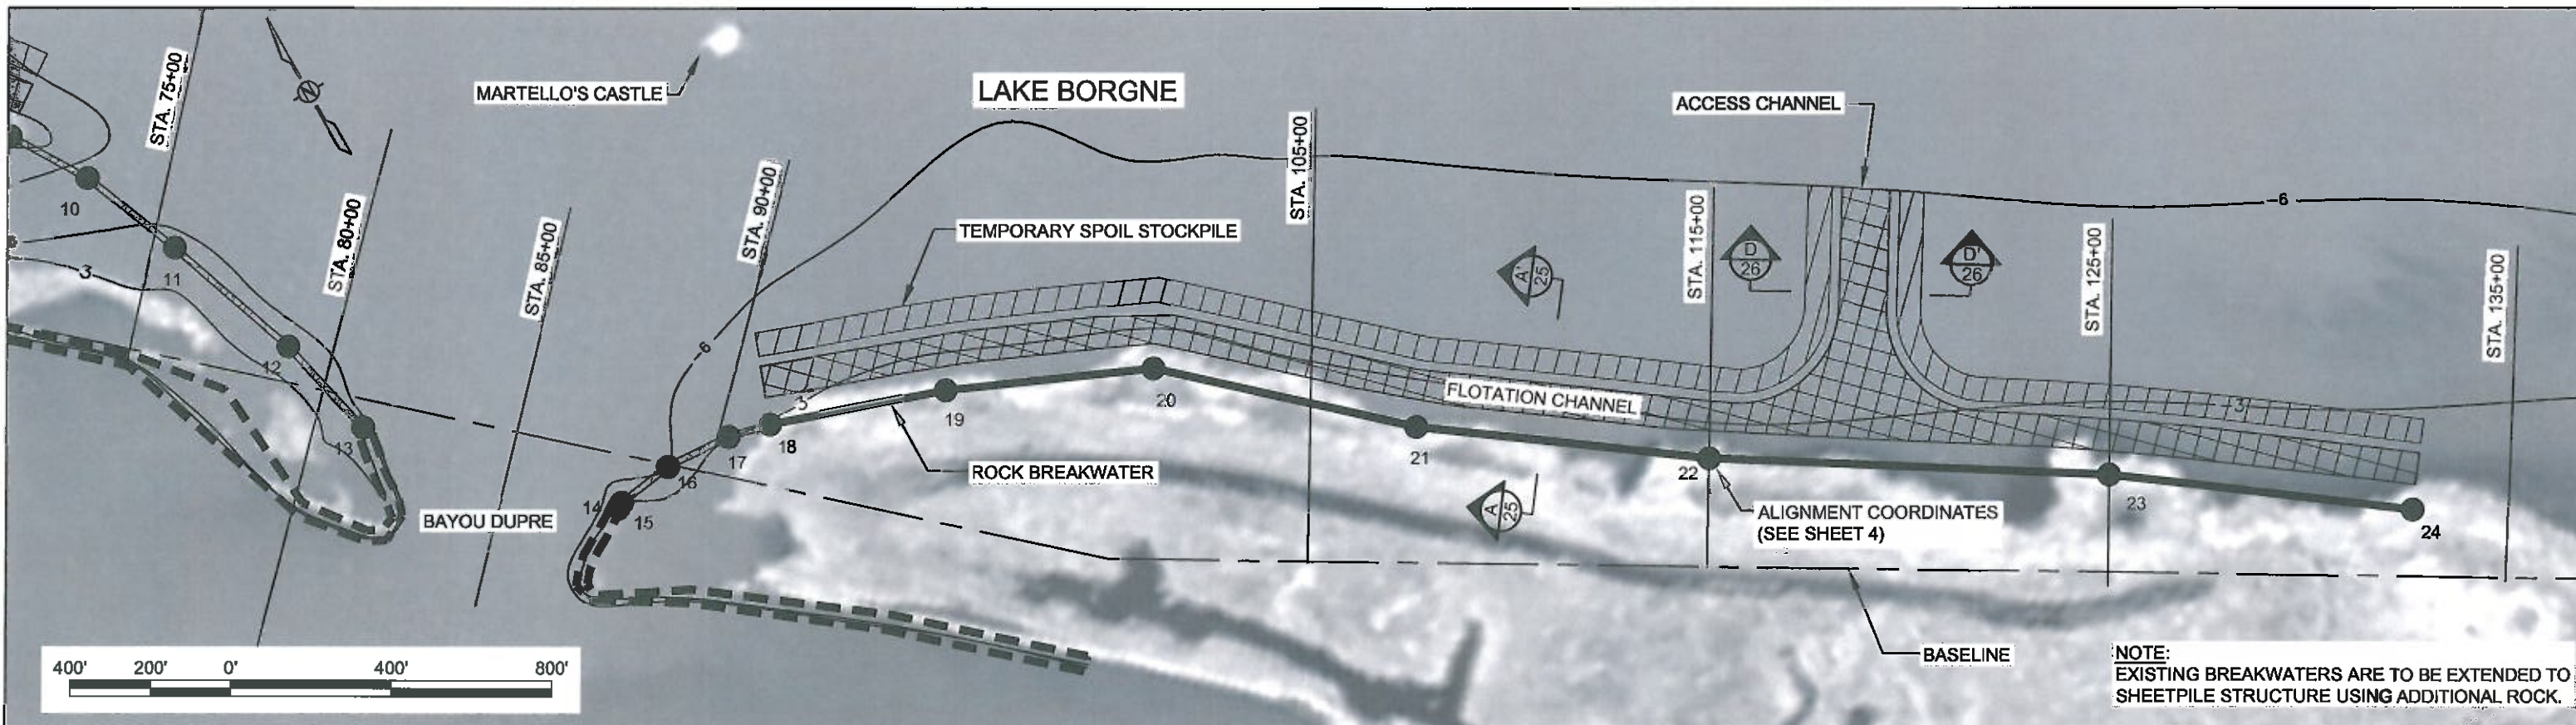 STA. 75+00
N
MARTELLO'S CASTLE
LAKE BORGNE
ACCESS CHANNEL
10
STA. 80+00
STA. 85+00
STA. 90+00
STA. 105+00
STA. 115+00
STA. 125+00
STA. 135+00
-6
TEMPORARY SPOIL STOCKPILE
A'
25
D
26
D'
26
3
11
-6
12
13
-3
FLOTATION CHANNEL
-3
14
15
16
17
18
19
20
21
22
23
24
ROCK BREAKWATER
BAYOU DUPRE
A
25
ALIGNMENT COORDINATES
(SEE SHEET 4)
BASELINE
400' 200' 0' 400' 800'
NOTE:
EXISTING BREAKWATERS ARE TO BE EXTENDED TO
SHEETPILE STRUCTURE USING ADDITIONAL ROCK.